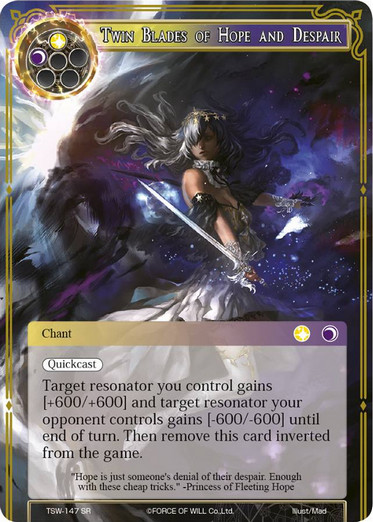 Twin Blades of Hope and Despair
Chant
Quickcast
Target resonator you control gains
[+600/+600] and target resonator your
opponent controls gains [-600/-600] until
end of turn. Then remove this card inverted
from the game.
"Hope is just someone's denial of their despair. Enough
with these cheap tricks." -Princess of Fleeting Hope
TSW-147 SR
©FORCE OF WILL Co.,Ltd.
Illust/Mad